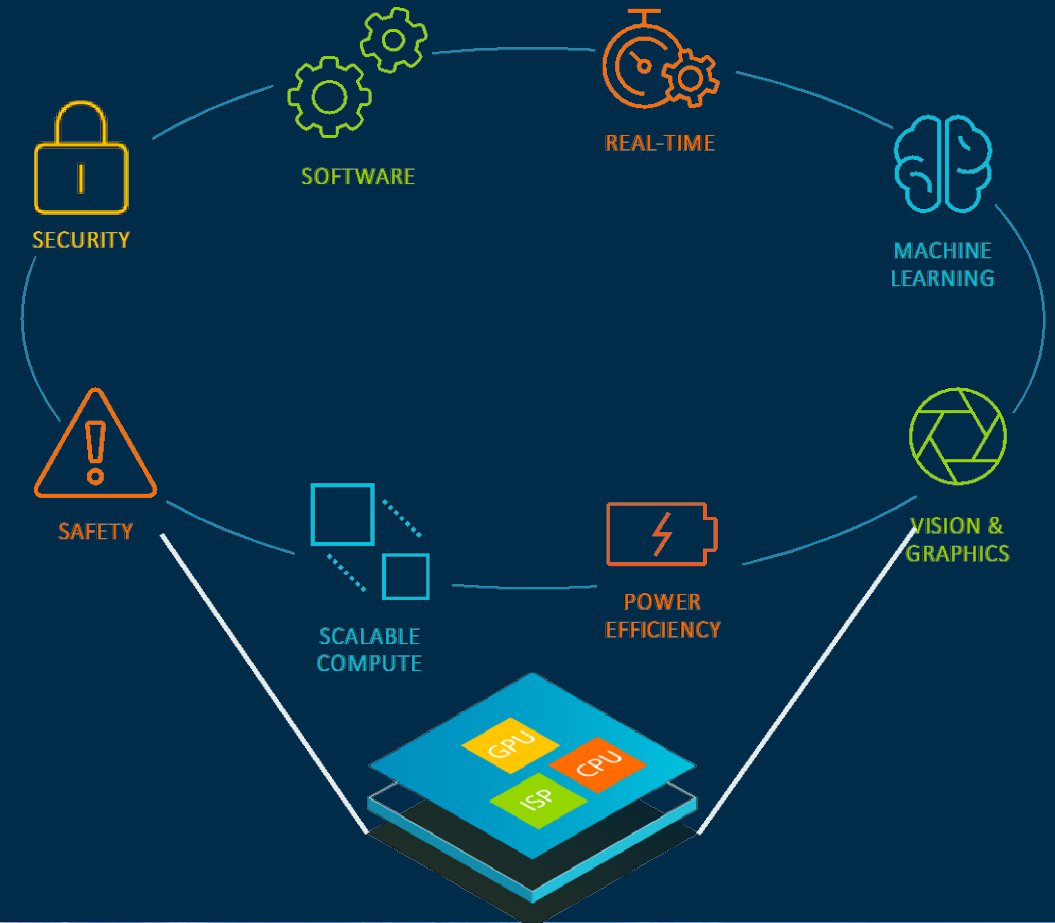 REAL-TIME
SOFTWARE
SECURITY
MACHINE
LEARNING
SAFETY
VISION &
GRAPHICS
POWER
EFFICIENCY
SCALABLE
COMPUTE
GPU
CPU
ISP